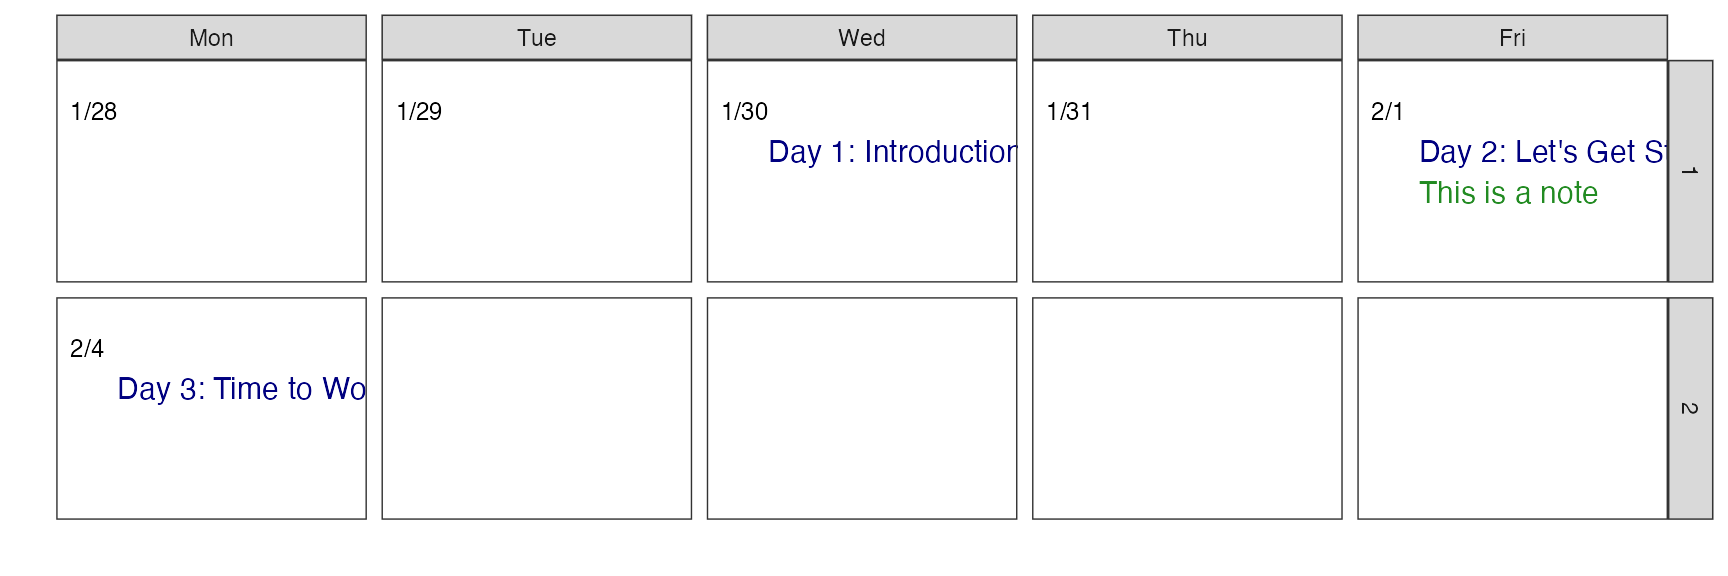 Mon Tue Wed Thu Fri
1/28 1/29 1/30 1/31 2/1
Day 1: Introduction Day 2: Let's Get St
This is a note
1
2/4
Day 3: Time to Wo
2